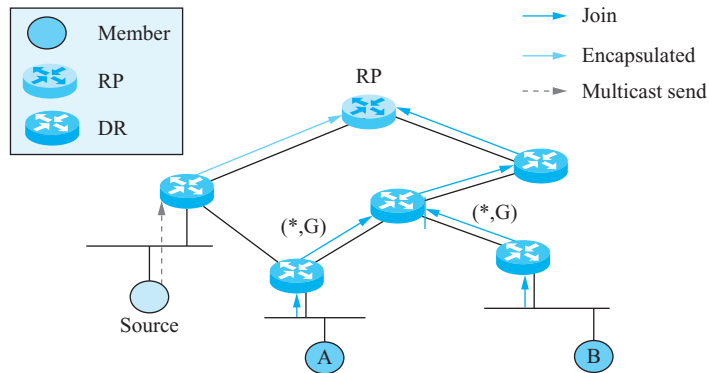 Member
RP
DR
Join
Encapsulated
Multicast send
RP
(*,G)
(*,G)
Source
A
B